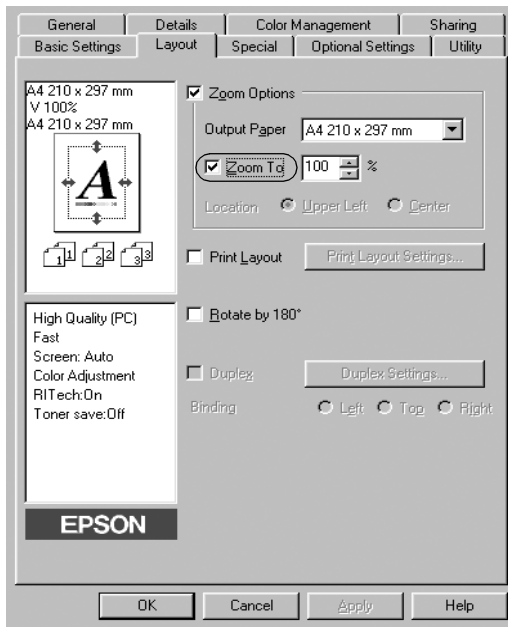 General Details Color Management Sharing
Basic Settings Layout Special Optional Settings Utility
A4 210 x 297 mm
V 100%
A4 210 x 297 mm
A
1 1 2 2 3 3
Zoom Options
Output Paper A4 210 x 297 mm
Zoom To 100 %
Location Upper Left Center
Print Layout Print Layout Settings...
Rotate by 180°
Duplex Duplex Settings...
Binding Left Top Right
High Quality (PC)
Fast
Screen: Auto
Color Adjustment
RITech:On
Toner save:Off
EPSON
OK Cancel Apply Help